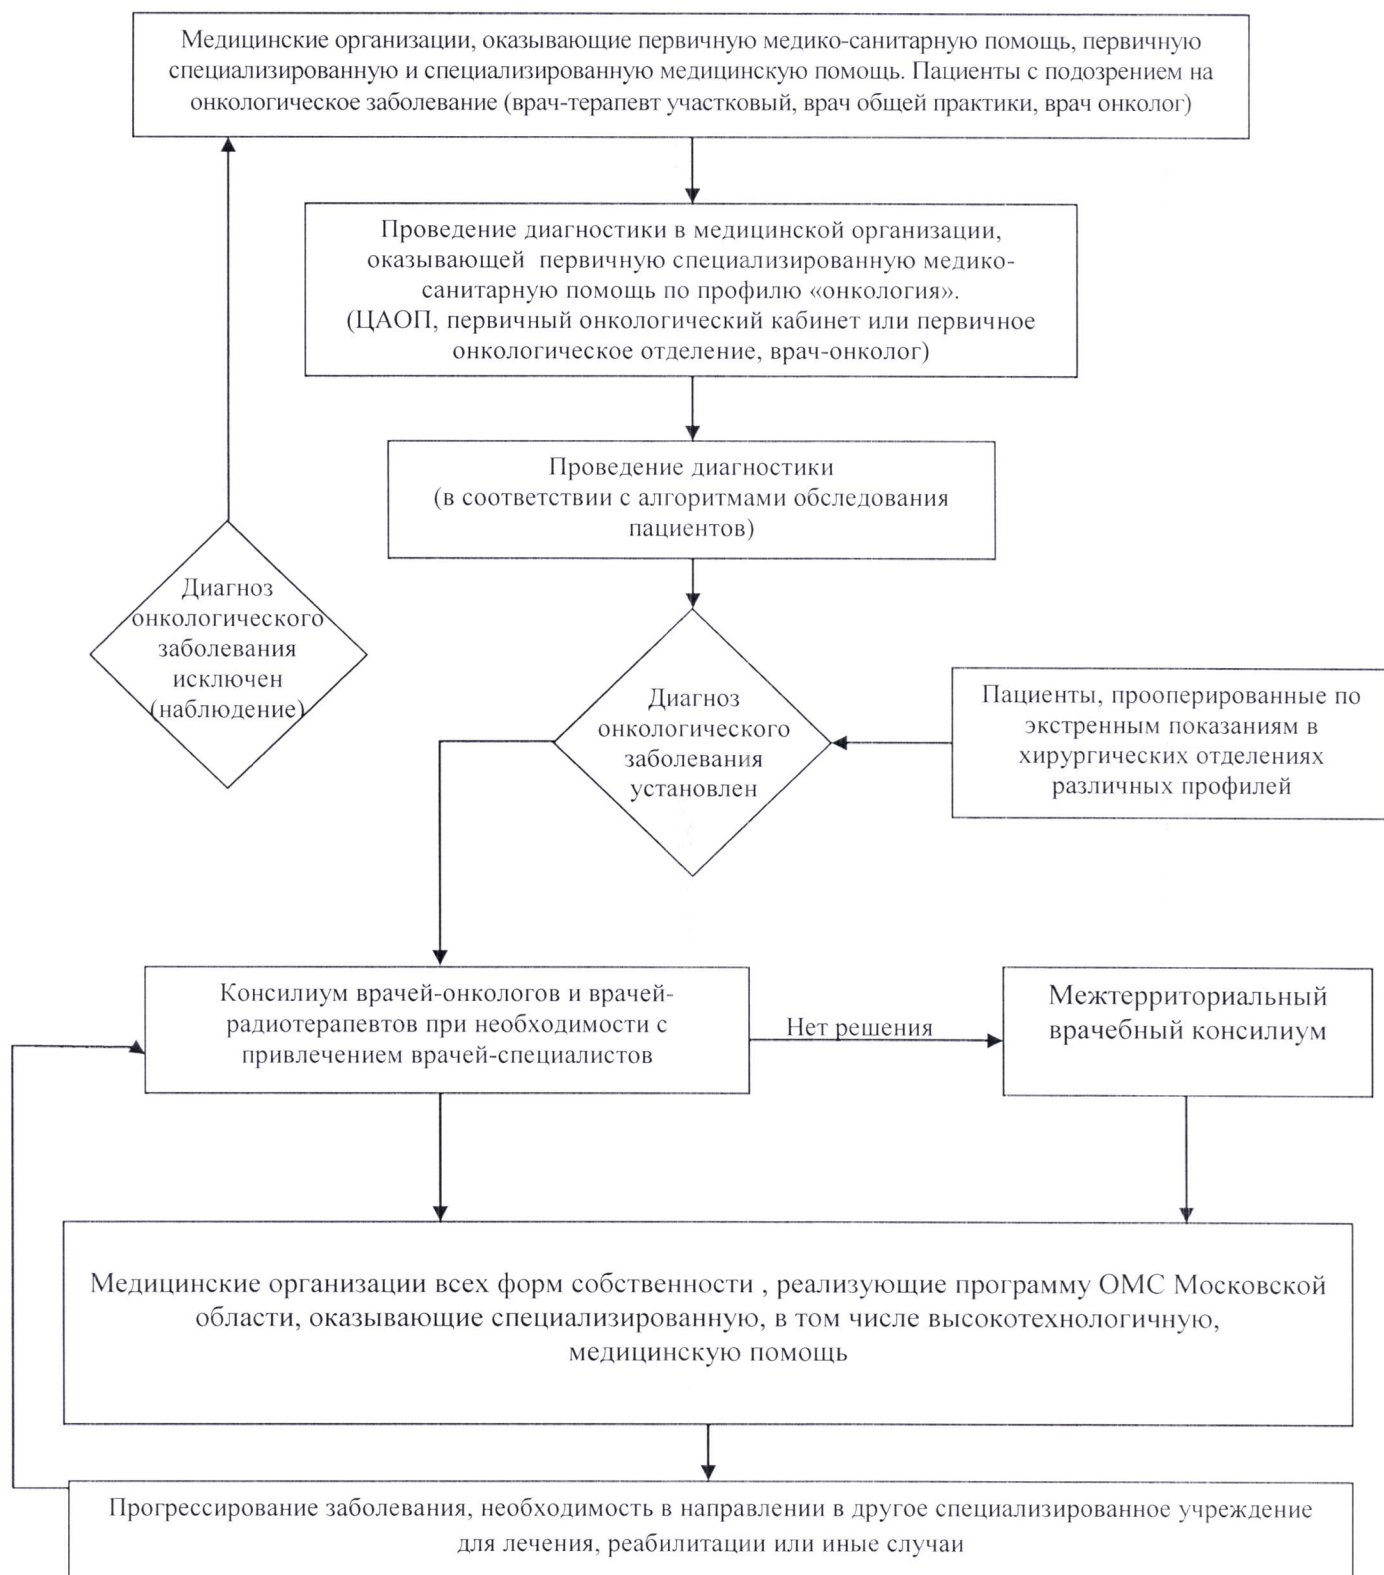 Медицинские организации, оказывающие первичную медико-санитарную помощь, первичную
специализированную и специализированную медицинскую помощь. Пациенты с подозрением на
онкологическое заболевание (врач-терапевт участковый, врач общей практики, врач онколог)
Проведение диагностики в медицинской организации,
оказывающей первичную специализированную медико-
санитарную помощь по профилю «онкология».
(ЦАОП, первичный онкологический кабинет или первичное
онкологическое отделение, врач-онколог)
Проведение диагностики
(в соответствии с алгоритмами обследования
пациентов)
Диагноз
онкологического
заболевания
исключен
(наблюдение)
Диагноз
онкологического
заболевания
установлен
Пациенты, прооперированные по
экстренным показаниям в
хирургических отделениях
различных профилей
Консилиум врачей-онкологов и врачей-
радиотерапевтов при необходимости с
привлечением врачей-специалистов
Нет решения
Межтерриториальный
врачебный консилиум
Медицинские организации всех форм собственности , реализующие программу ОМС Московской
области, оказывающие специализированную, в том числе высокотехнологичную,
медицинскую помощь
Прогрессирование заболевания, необходимость в направлении в другое специализированное учреждение
для лечения, реабилитации или иные случаи